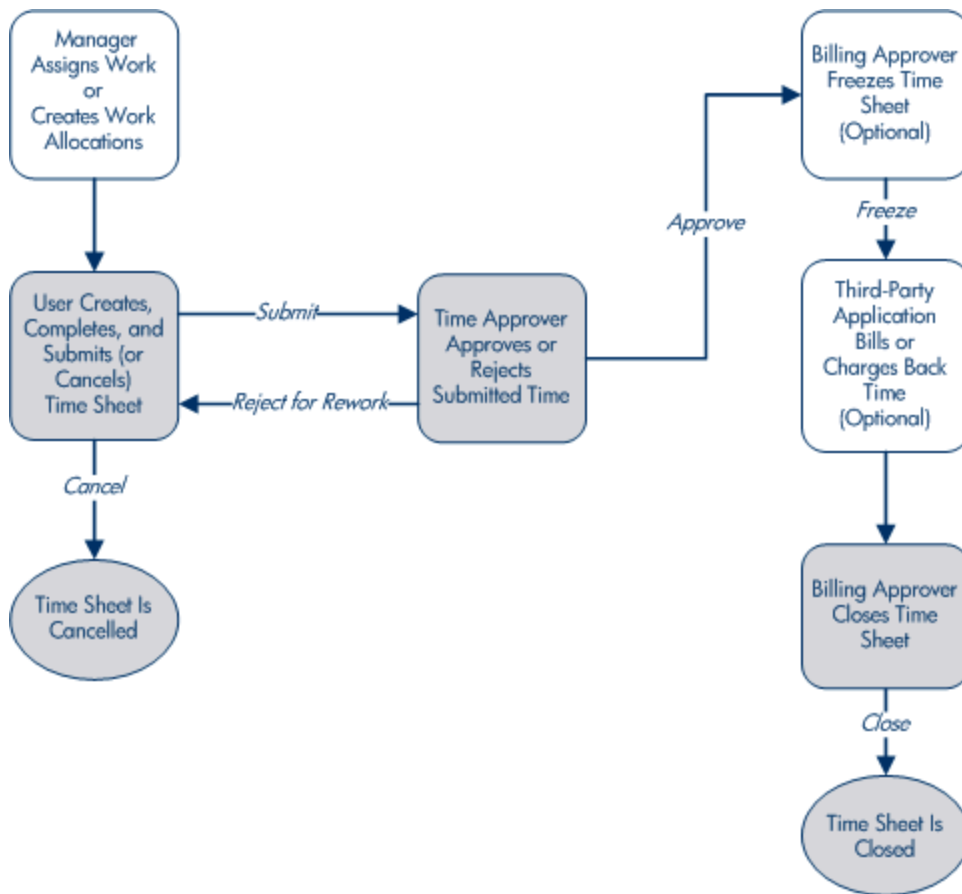 Manager
Assigns Work
or
Creates Work
Allocations
User Creates,
Completes, and
Submits (or
Cancels)
Time Sheet
Submit
Reject for Rework
Cancel
Time Sheet Is
Cancelled
Time Approver
Approves or
Rejects
Submitted Time
Approve
Billing Approver
Freezes Time
Sheet
(Optional)
Freeze
Third-Party
Application
Bills or
Charges Back
Time
(Optional)
Billing Approver
Closes Time
Sheet
Close
Time Sheet Is
Closed